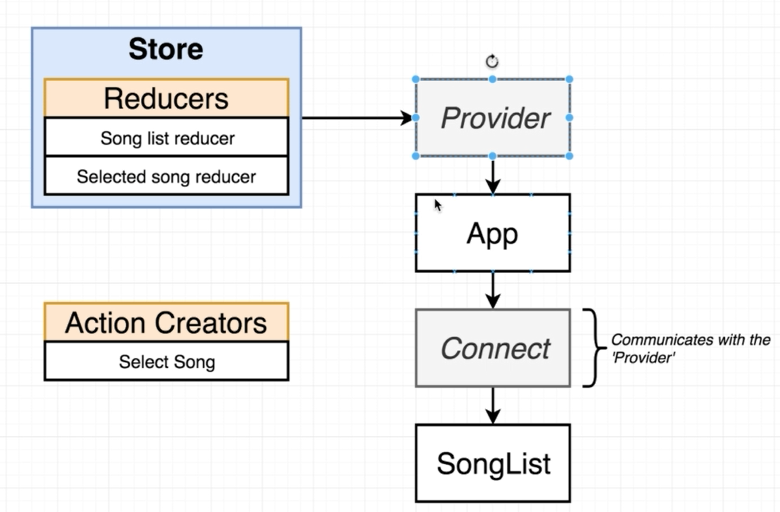 Store
Reducers
Song list reducer
Selected song reducer
Provider
App
Action Creators
Select Song
Connect
Communicates with the
'Provider'
SongList